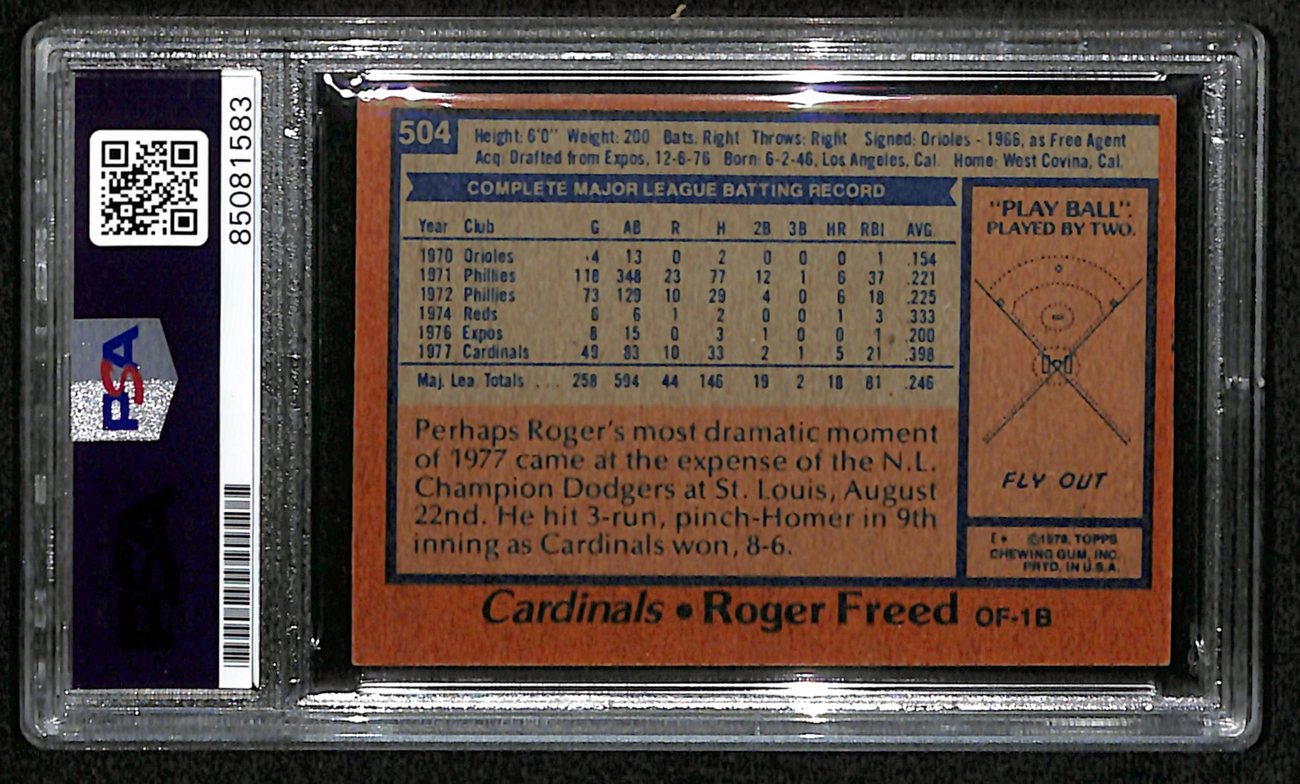 85081583
PSA
PSA
504
Height: 6'0" Weight: 200 Bats: Right Throws: Right Signed: Orioles - 1966, as Free Agent
Acq: Drafted from Expos, 12-6-76 Born: 6-2-46, Los Angeles, Cal. Home: West Covina, Cal.
COMPLETE MAJOR LEAGUE BATTING RECORD
Year Club G AB R H 2B 3B HR RBI AVG.
1970 Orioles 4 13 0 2 0 0 0 1 .154
1971 Phillies 118 348 23 77 12 1 6 37 .221
1972 Phillies 73 129 10 29 4 0 6 18 .225
1974 Reds 6 6 1 2 0 0 1 3 .333
1976 Expos 8 15 0 3 1 0 0 1 .200
1977 Cardinals 49 83 10 33 2 1 5 21 .398
Maj. Lea. Totals . . . 258 594 44 146 19 2 18 81 .246
Perhaps Roger's most dramatic moment
of 1977 came at the expense of the N.L.
Champion Dodgers at St. Louis, August
22nd. He hit 3-run, pinch-Homer in 9th
inning as Cardinals won, 8-6.
"PLAY BALL".
PLAYED BY TWO.
FLY OUT
E* ©1978, TOPPS
CHEWING GUM, INC.
PRTD. IN U.S.A.
Cardinals • Roger Freed OF-1B